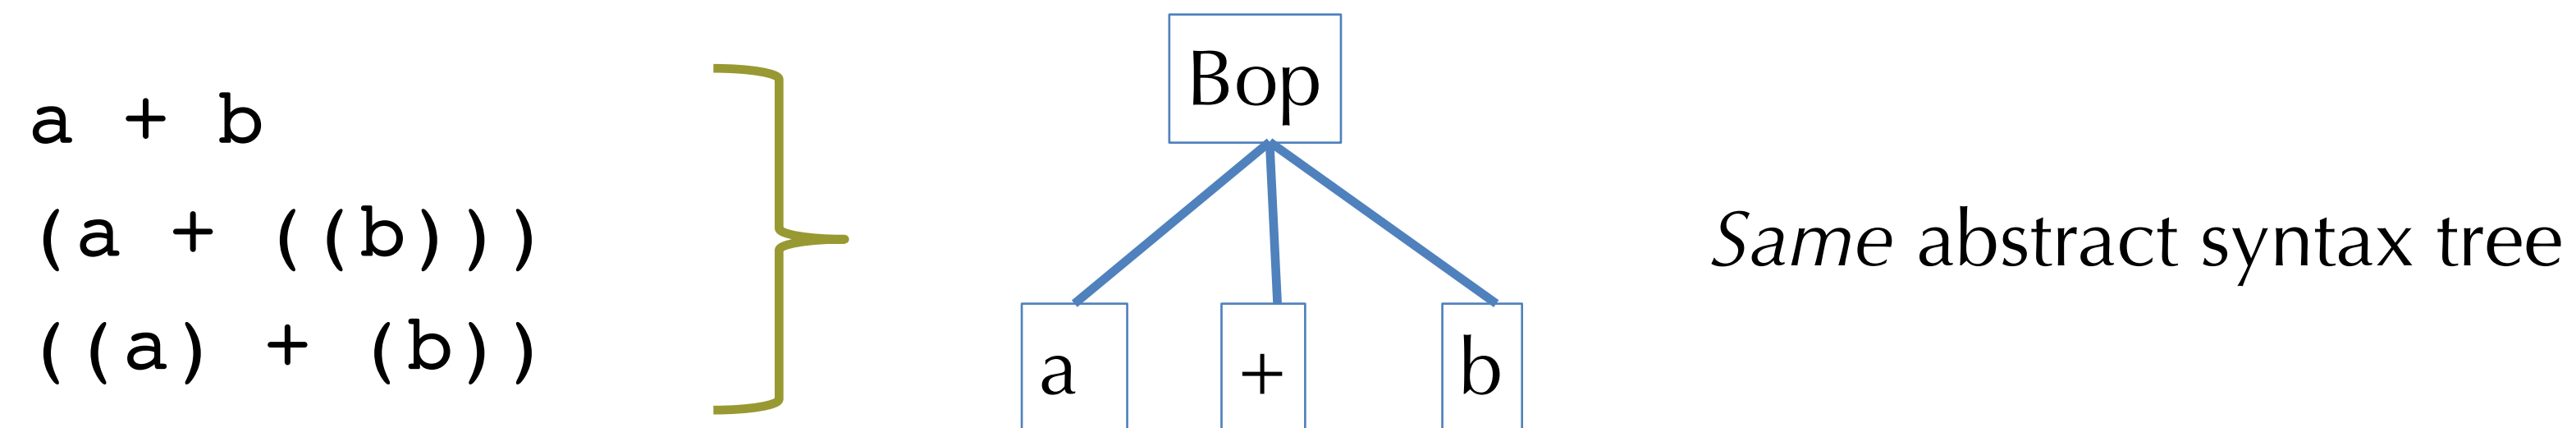 a + b
(a + ((b)))
((a) + (b))
Bop
a + b
Same abstract syntax tree